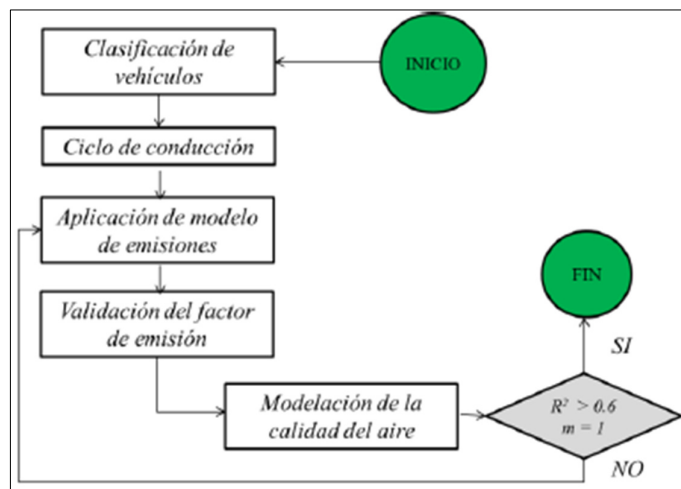 Clasificación de
vehículos
INICIO
Ciclo de conducción
Aplicación de modelo
de emisiones
FIN
Validación del factor
de emisión
SI
Modelación de la
calidad del aire
R² > 0.6
m = 1
NO